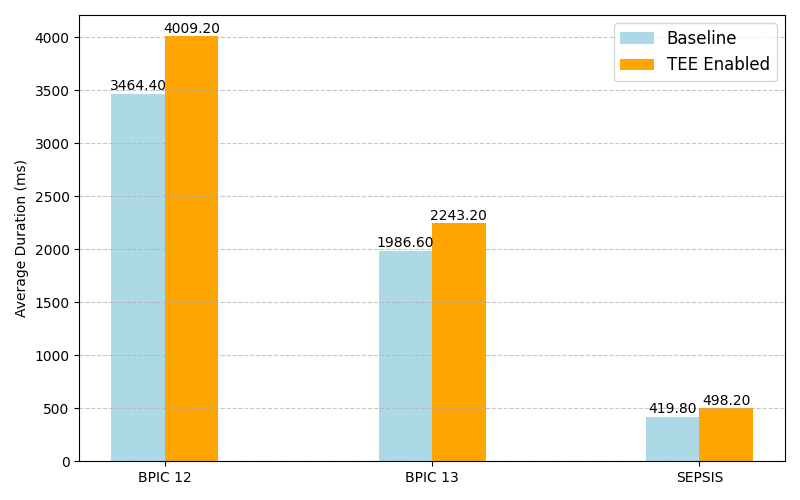 Baseline
TEE Enabled
Average Duration (ms)
4000
3500
3000
2500
2000
1500
1000
500
0
3464.40
4009.20
1986.60
2243.20
419.80
498.20
BPIC 12
BPIC 13
SEPSIS